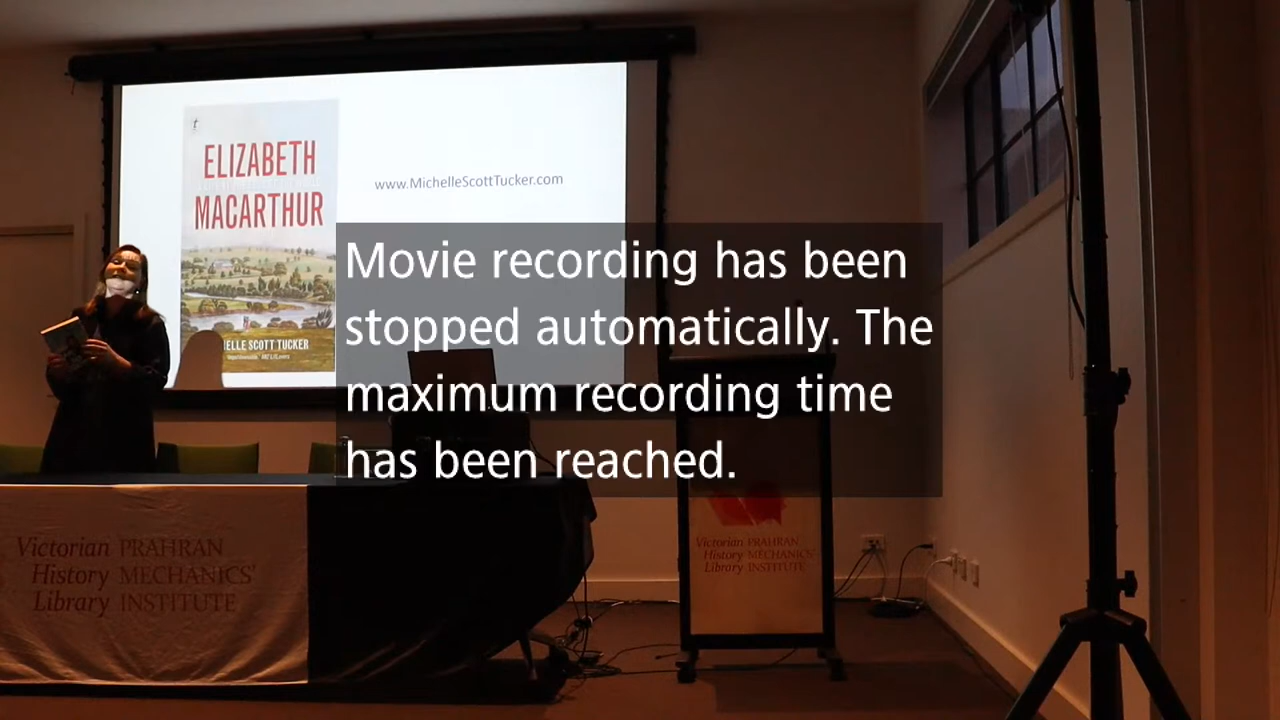 t
ELIZABETH
MACARTHUR
www.MichelleScottTucker.com
ELLE SCOTT TUCKER
Movie recording has been
stopped automatically. The
maximum recording time
has been reached.
Victorian PRAHRAN
History MECHANICS'
Library INSTITUTE
Victorian PRAHRAN
History MECHANICS'
Library INSTITUTE